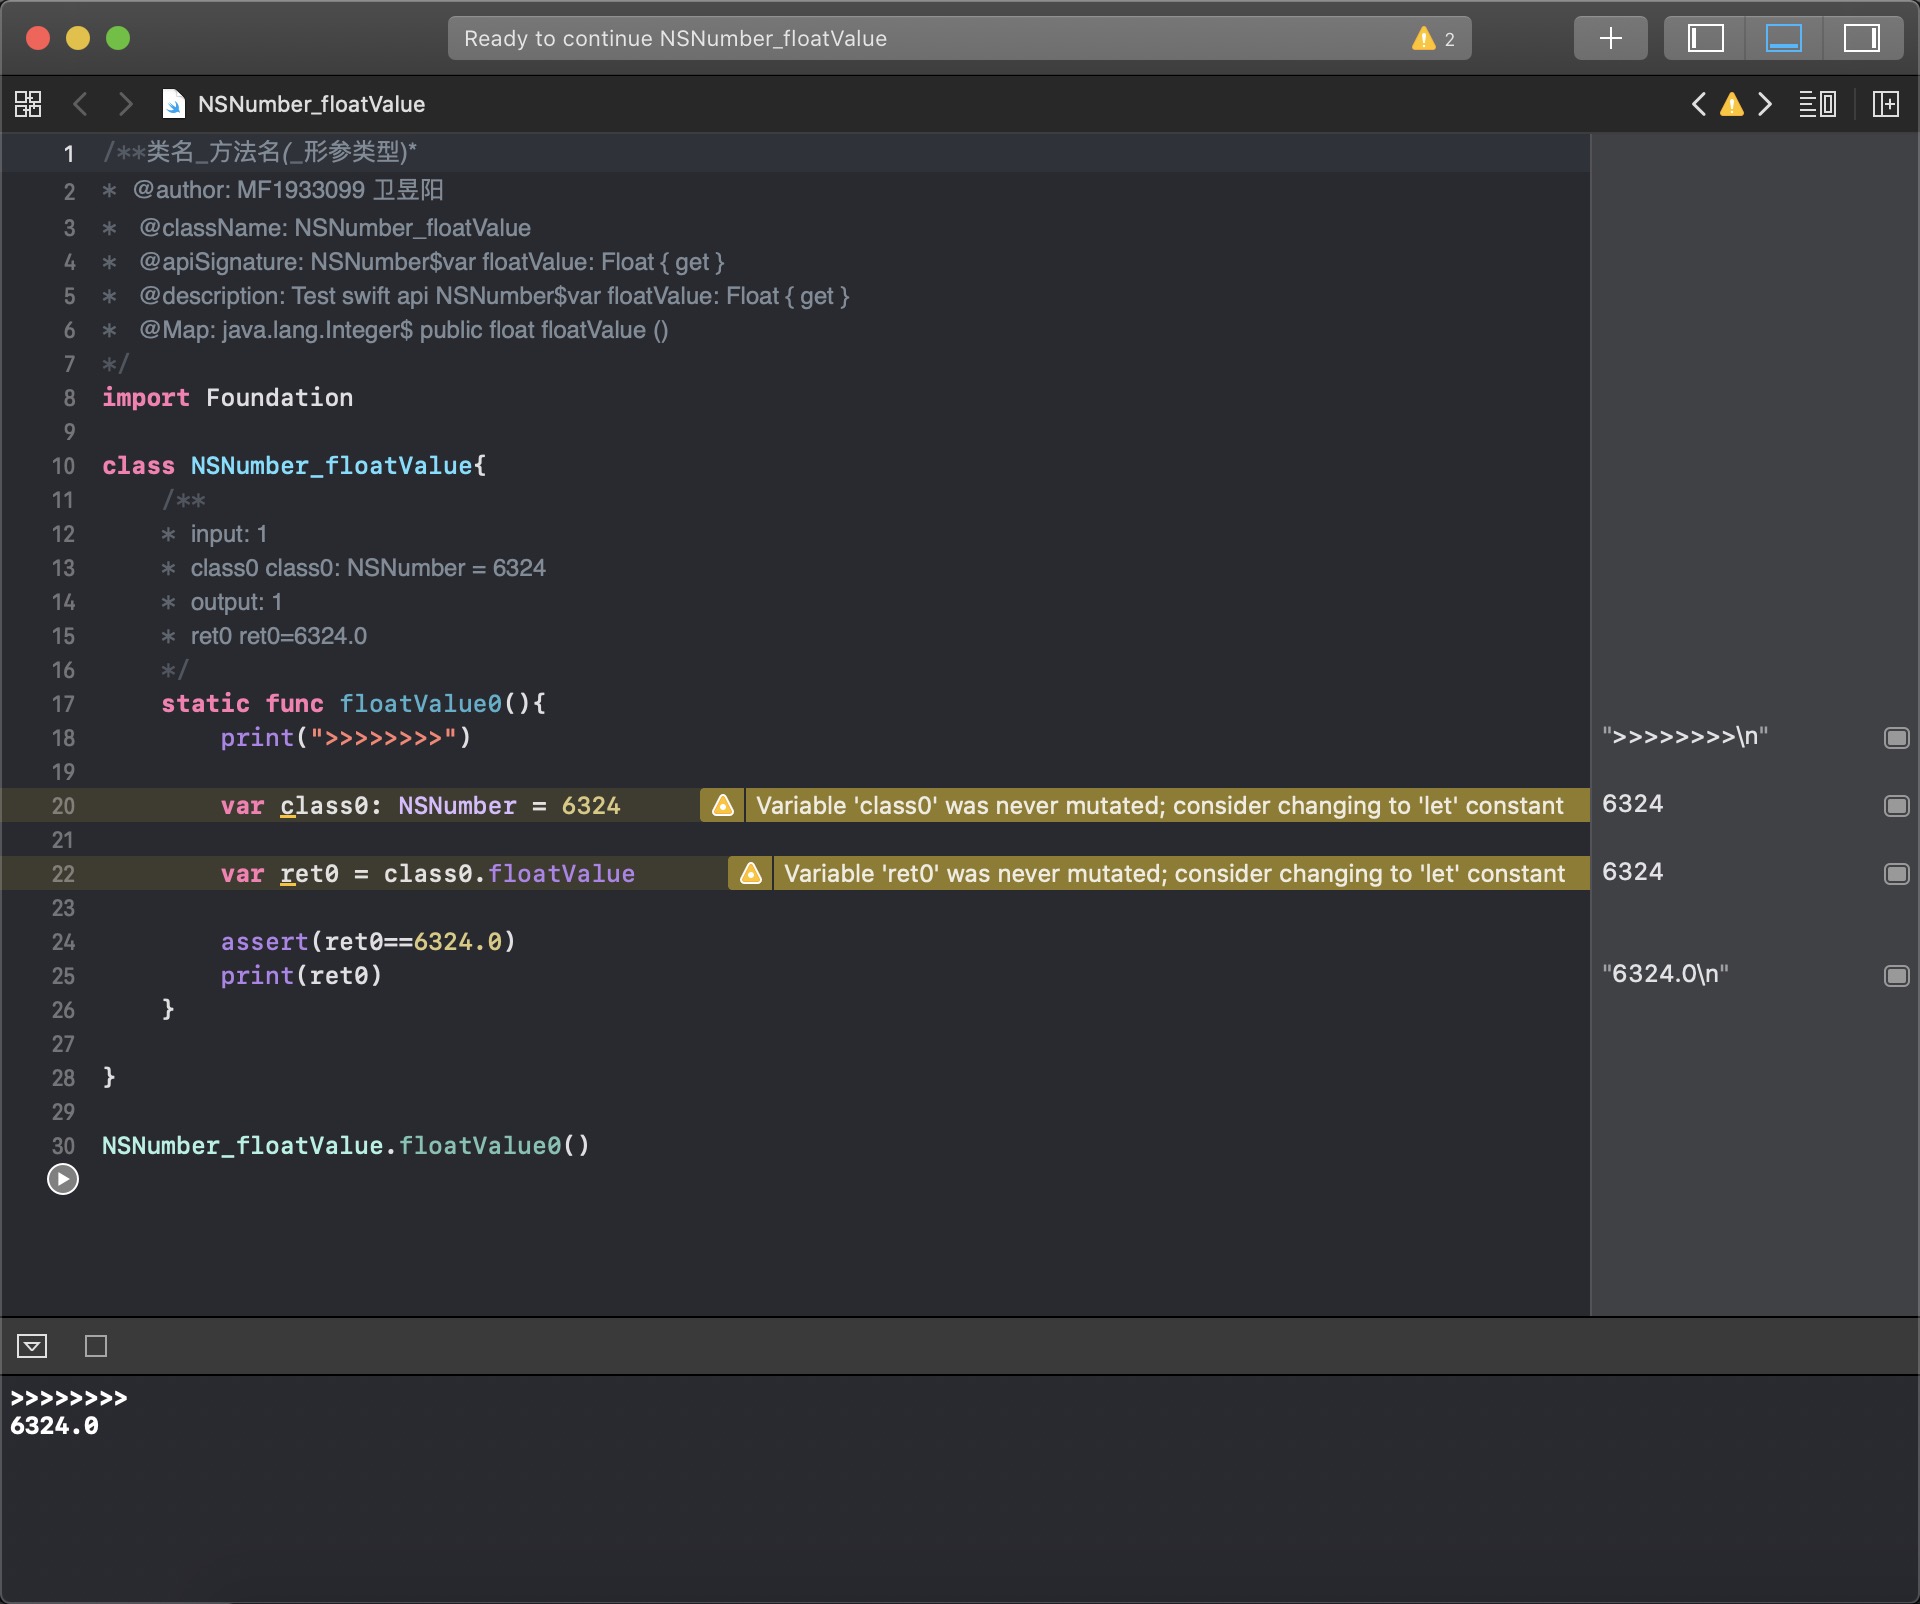 Ready to continue NSNumber_floatValue 2
NSNumber_floatValue
1 /**类名_方法名(_形参类型)*
2 * @author: MF1933099 卫昱阳
3 * @className: NSNumber_floatValue
4 * @apiSignature: NSNumber$var floatValue: Float { get }
5 * @description: Test swift api NSNumber$var floatValue: Float { get }
6 * @Map: java.lang.Integer$ public float floatValue ()
7 */
8 import Foundation
9
10 class NSNumber_floatValue{
11 /**
12 * input: 1
13 * class0 class0: NSNumber = 6324
14 * output: 1
15 * ret0 ret0=6324.0
16 */
17 static func floatValue0(){
18 print(">>>>>>>>") ">>>>>>>>\n"
19
20 var class0: NSNumber = 6324 Variable 'class0' was never mutated; consider changing to 'let' constant 6324
21
22 var ret0 = class0.floatValue Variable 'ret0' was never mutated; consider changing to 'let' constant 6324
23
24 assert(ret0==6324.0)
25 print(ret0) "6324.0\n"
26 }
27
28 }
29
30 NSNumber_floatValue.floatValue0()
>>>>>>>>
6324.0